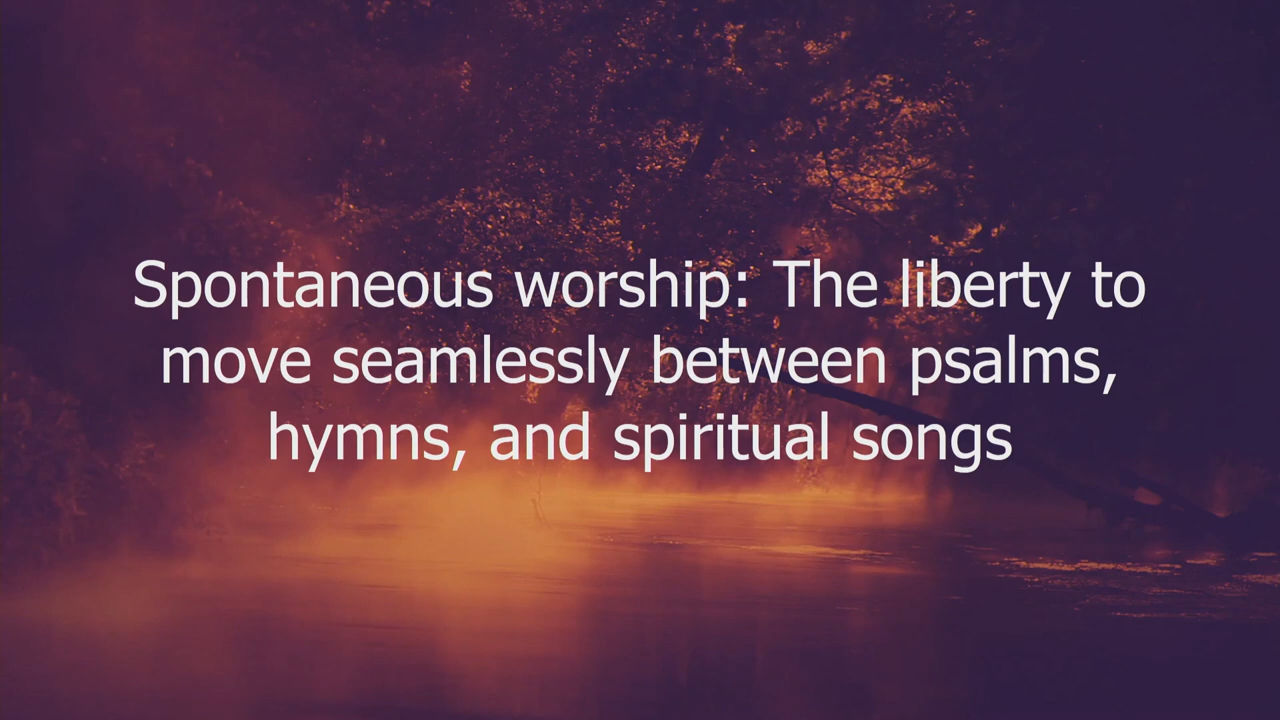 Spontaneous worship: The liberty to
move seamlessly between psalms,
hymns, and spiritual songs